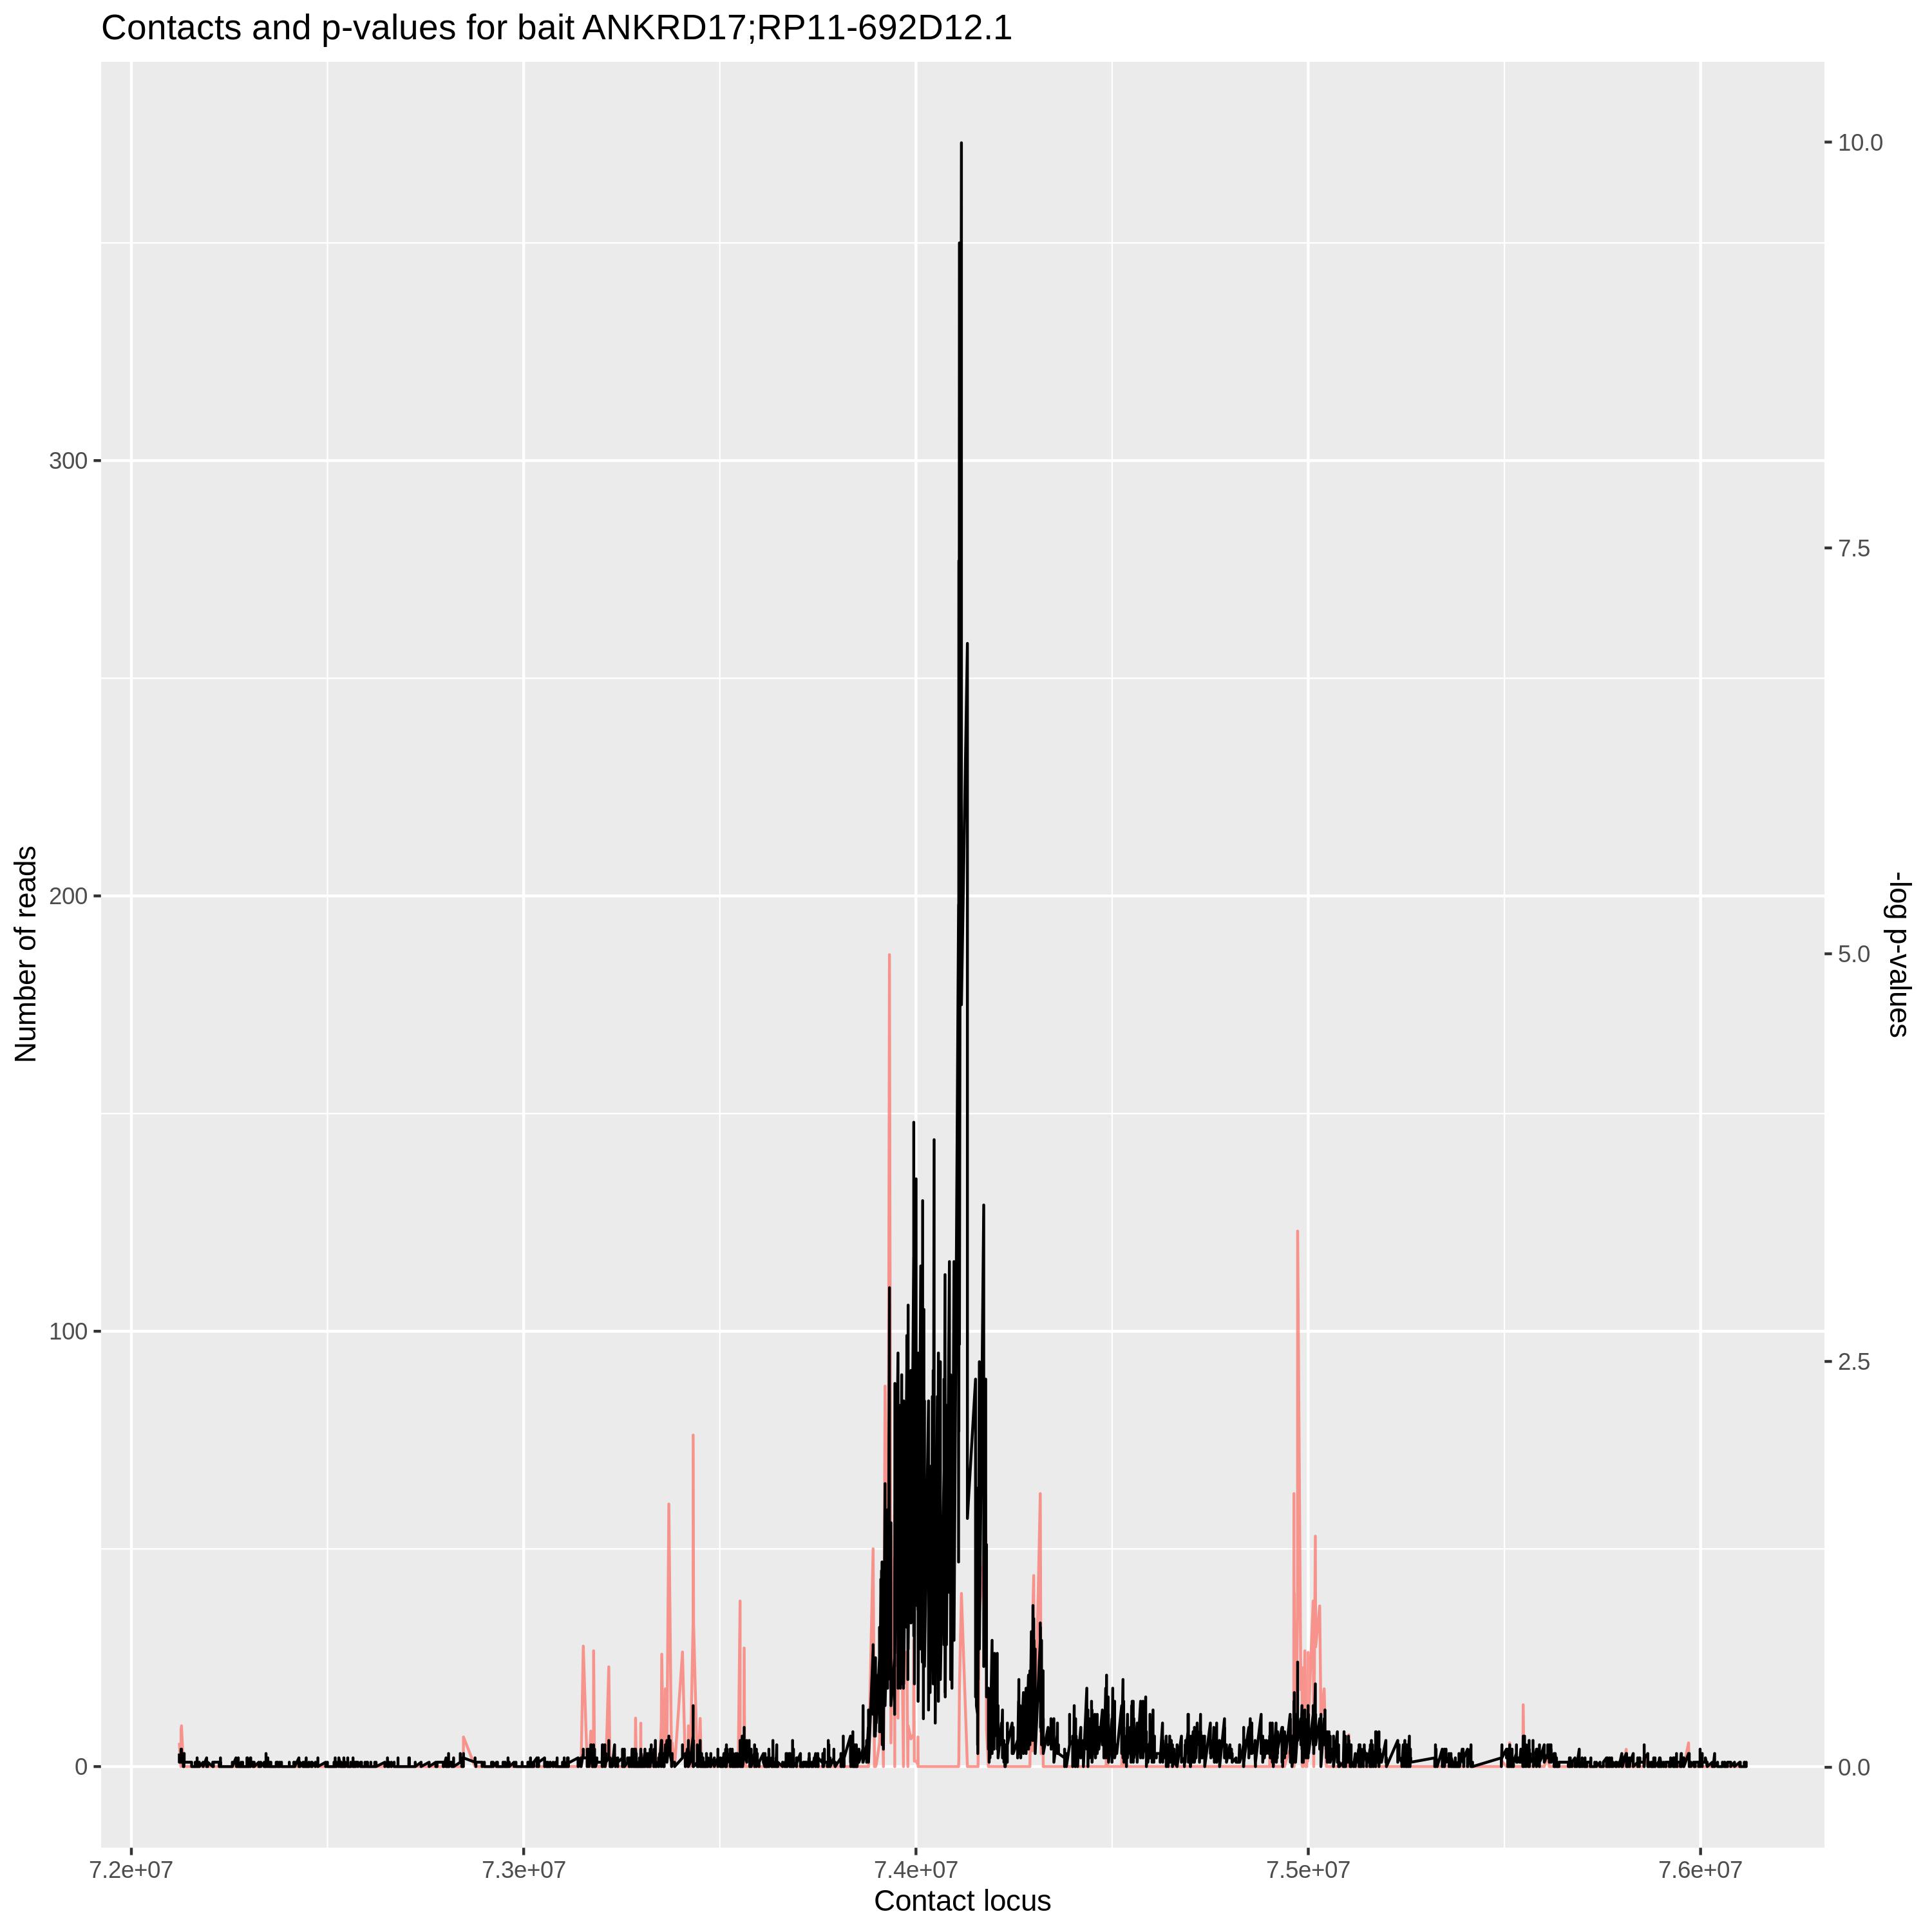 Contacts and p-values for bait ANKRD17;RP11-692D12.1
Number of reads
300
200
100
0
10.0
7.5
5.0
2.5
0.0
-log p-values
7.2e+07
7.3e+07
7.4e+07
7.5e+07
7.6e+07
Contact locus